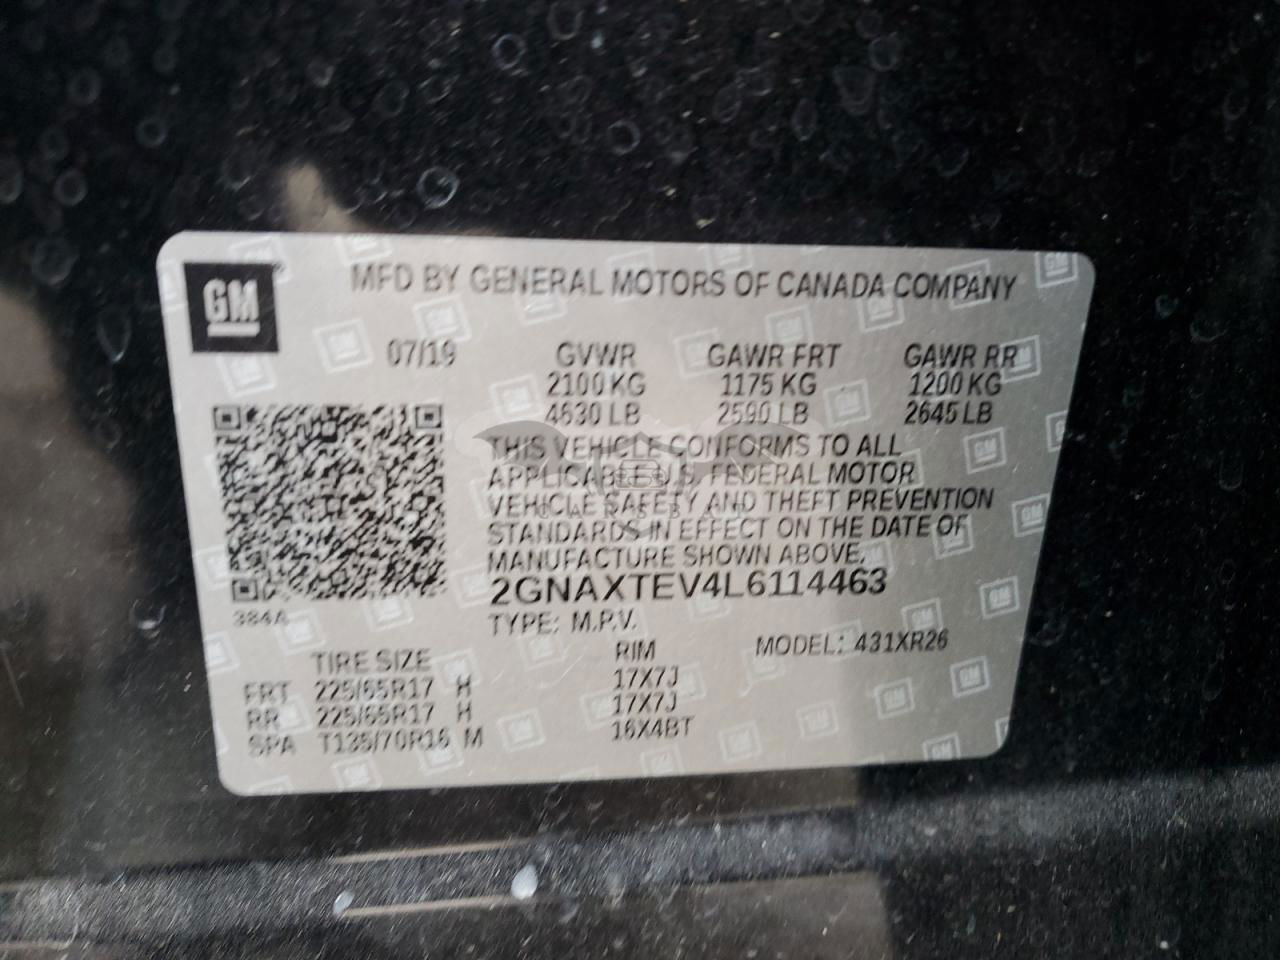 GM
MFD BY GENERAL MOTORS OF CANADA COMPANY
07/19 GVWR GAWR FRT GAWR RR
2100 KG 1175 KG 1200 KG
4630 LB 2590 LB 2645 LB
THIS VEHICLE CONFORMS TO ALL
APPLICABLE U.S. FEDERAL MOTOR
VEHICLE SAFETY AND THEFT PREVENTION
STANDARDS IN EFFECT ON THE DATE OF
MANUFACTURE SHOWN ABOVE.
2GNAXTEV4L6114463
384A
TYPE: M.P.V.
MODEL: 431XR26
TIRE SIZE RIM
FRT 225/65R17 H 17X7J
RR 225/65R17 H 17X7J
SPA T135/70R16 M 16X4BT